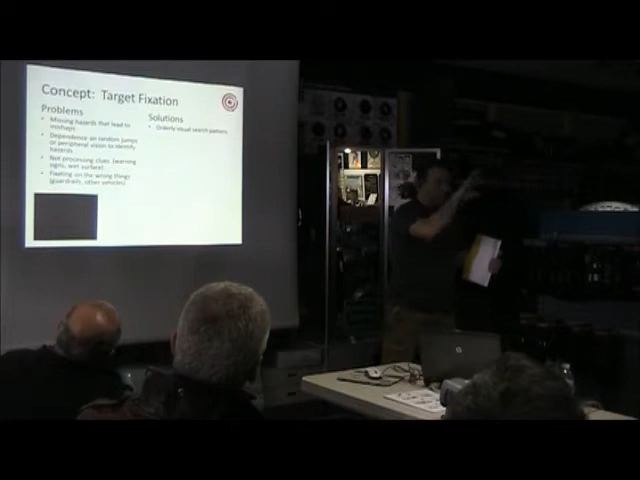 Concept: Target Fixation
Problems
• Missing hazards that lead to
mishaps
• Dependence on random jumps
or peripheral vision to identify
hazards
• Not processing clues (warning
signs, wet surface)
• Fixating on the wrong things
(guardrails, other vehicles)
Solutions
• Orderly visual search pattern